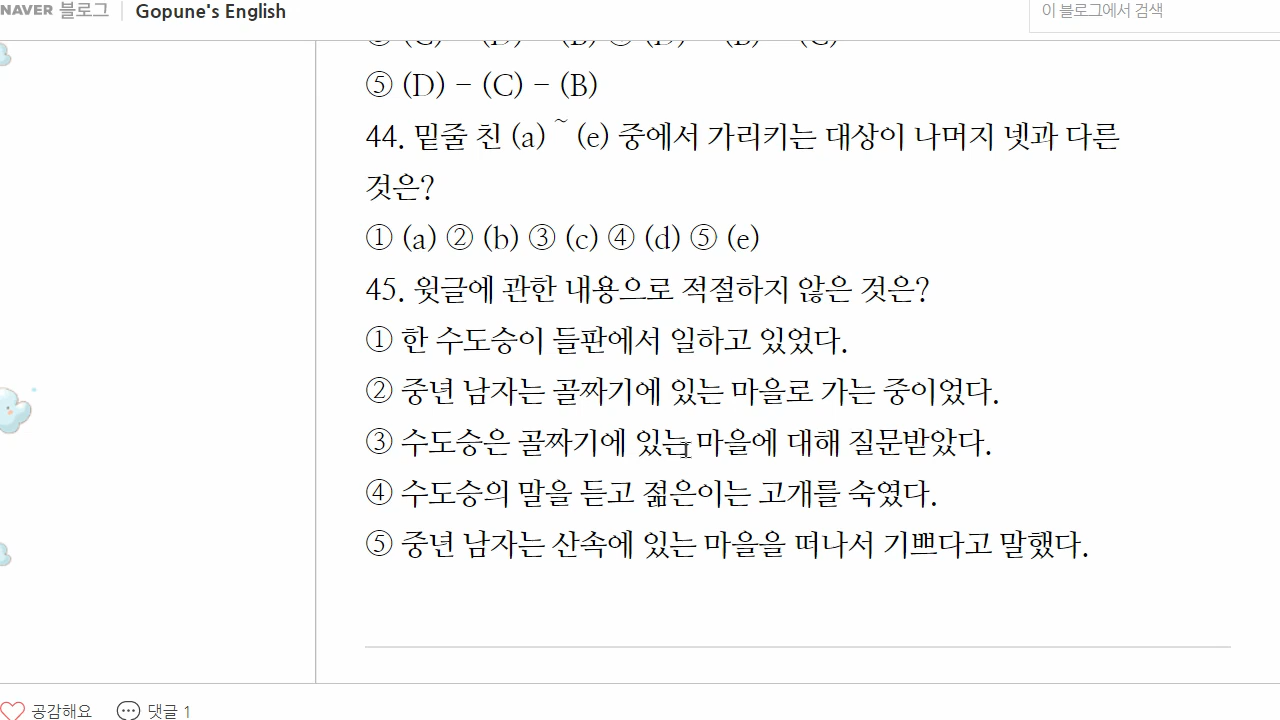 NAVER 블로그 | Gopune's English
이 블로그에서 검색
⑤ (D) – (C) – (B)
44. 밑줄 친 (a) ~ (e) 중에서 가리키는 대상이 나머지 넷과 다른
것은?
① (a) ② (b) ③ (c) ④ (d) ⑤ (e)
45. 윗글에 관한 내용으로 적절하지 않은 것은?
① 한 수도승이 들판에서 일하고 있었다.
② 중년 남자는 골짜기에 있는 마을로 가는 중이었다.
③ 수도승은 골짜기에 있는 마을에 대해 질문받았다.
④ 수도승의 말을 듣고 젊은이는 고개를 숙였다.
⑤ 중년 남자는 산속에 있는 마을을 떠나서 기쁘다고 말했다.
공감해요 댓글 1